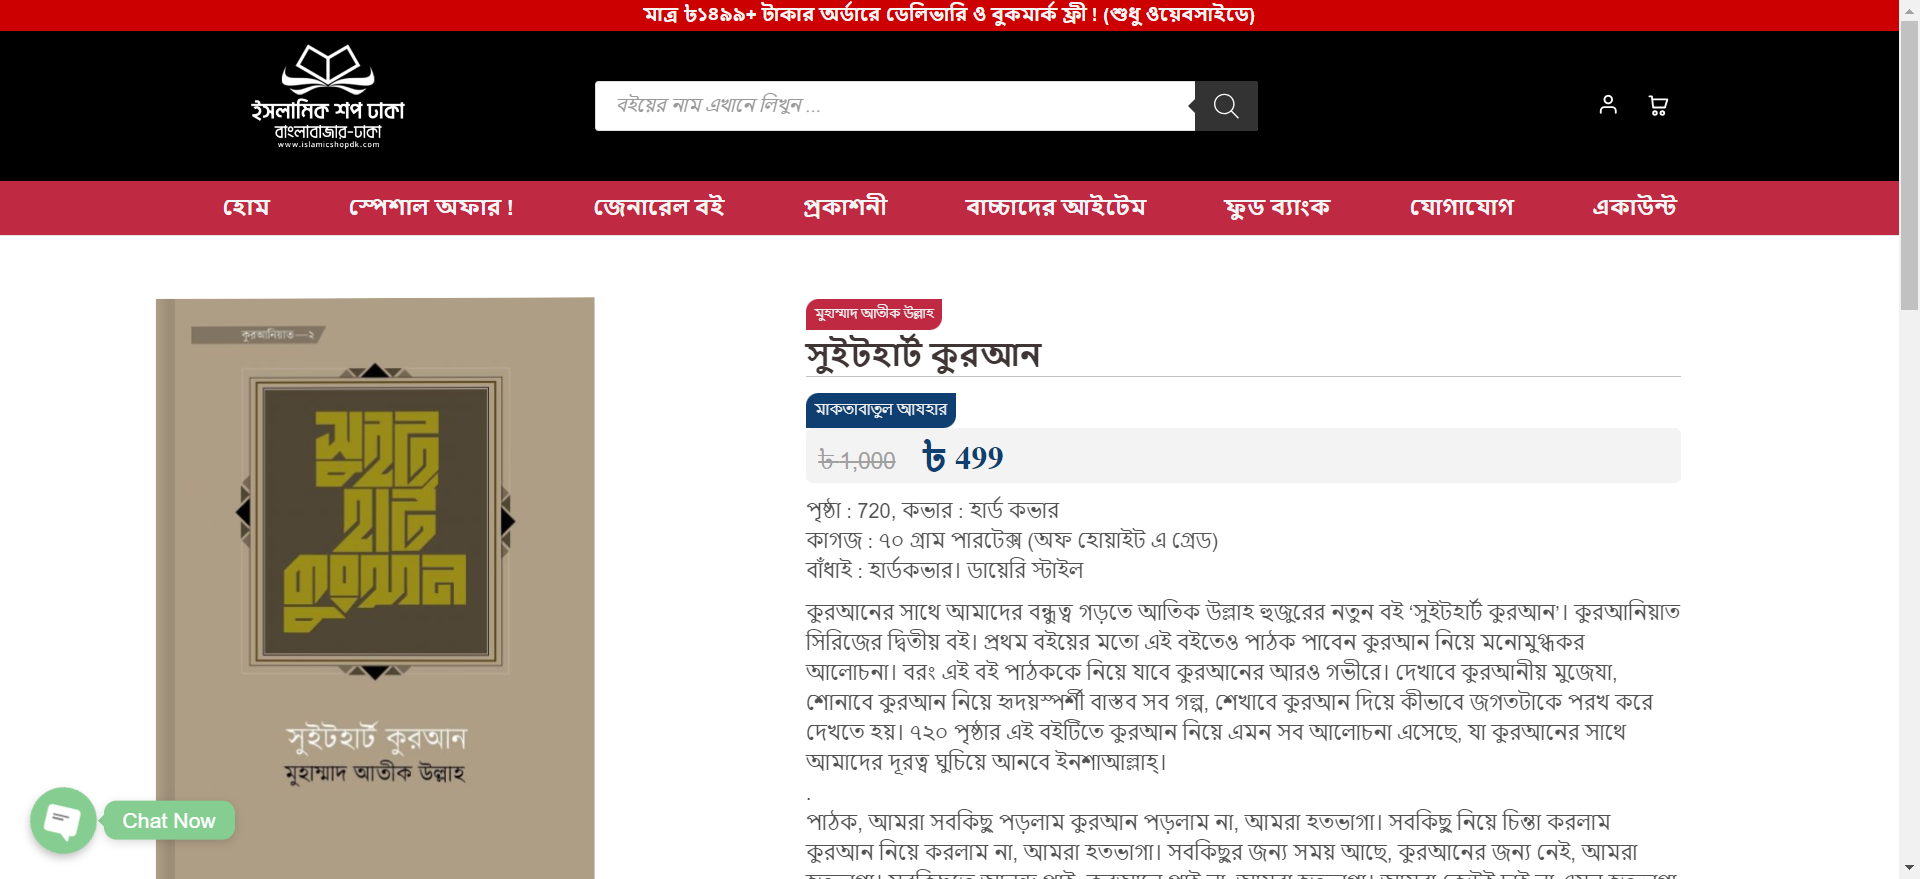 মাত্র ৳১৪৯৯+ টাকার অর্ডারে ডেলিভারি ও বুকমার্ক ফ্রী ! (শুধু ওয়েবসাইডে)
ইসলামিক শপ ঢাকা
বাংলাবাজার-ঢাকা
www.islamicshopdk.com
বইয়ের নাম এখানে লিখুন ...
হোম
স্পেশাল অফার !
জেনারেল বই
প্রকাশনী
বাচ্চাদের আইটেম
ফুড ব্যাংক
যোগাযোগ
একাউন্ট
কুরআনিয়াত—২
সুইট
হার্ট
কুরআন
সুইটহার্ট কুরআন
মুহাম্মাদ আতীক উল্লাহ
মুহাম্মাদ আতীক উল্লাহ
সুইটহার্ট কুরআন
মাকতাবাতুল আযহার
৳ 1,000 ৳ 499
পৃষ্ঠা : 720, কভার : হার্ড কভার
কাগজ : ৭০ গ্রাম পারটেক্স (অফ হোয়াইট এ গ্রেড)
বাঁধাই : হার্ডকভার। ডায়েরি স্টাইল
কুরআনের সাথে আমাদের বন্ধুত্ব গড়তে আতিক উল্লাহ হুজুরের নতুন বই ‘সুইটহার্ট কুরআন’। কুরআনিয়াত
সিরিজের দ্বিতীয় বই। প্রথম বইয়ের মতো এই বইতেও পাঠক পাবেন কুরআন নিয়ে মনোমুগ্ধকর
আলোচনা। বরং এই বই পাঠককে নিয়ে যাবে কুরআনের আরও গভীরে। দেখাবে কুরআনীয় মুজেযা,
শোনাবে কুরআন নিয়ে হৃদয়স্পর্শী বাস্তব সব গল্প, শেখাবে কুরআন দিয়ে কীভাবে জগতটাকে পরখ করে
দেখতে হয়। ৭২০ পৃষ্ঠার এই বইটিতে কুরআন নিয়ে এমন সব আলোচনা এসেছে, যা কুরআনের সাথে
আমাদের দূরত্ব ঘুচিয়ে আনবে ইনশাআল্লাহ্।
.
পাঠক, আমরা সবকিছু পড়লাম কুরআন পড়লাম না, আমরা হতভাগা। সবকিছু নিয়ে চিন্তা করলাম
কুরআন নিয়ে করলাম না, আমরা হতভাগা। সবকিছুর জন্য সময় আছে, কুরআনের জন্য নেই, আমরা
Chat Now